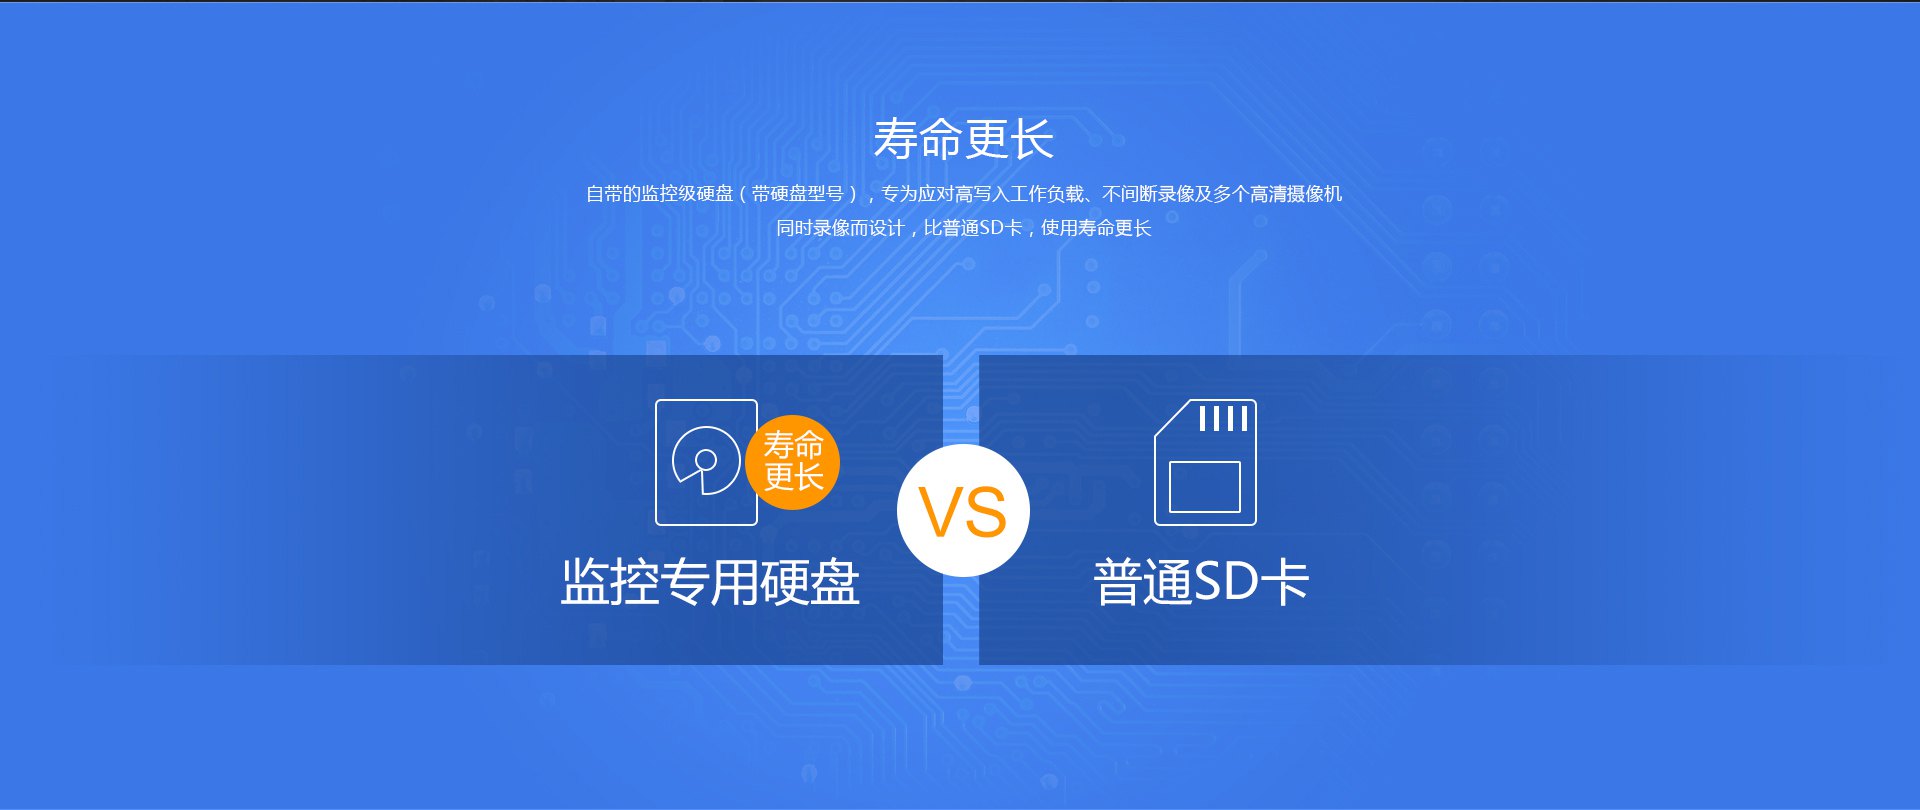 寿命更长
自带的监控级硬盘（带硬盘型号），专为应对高写入工作负载、不间断录像及多个高清摄像机
同时录像而设计，比普通SD卡，使用寿命更长
寿命
更长
VS
监控专用硬盘
普通SD卡